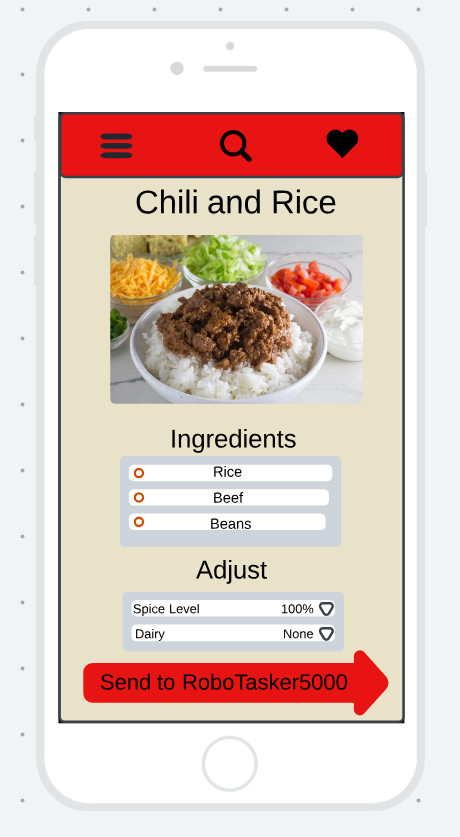 Chili and Rice
Ingredients
Rice
Beef
Beans
Adjust
Spice Level 100%
Dairy None
Send to RoboTasker5000